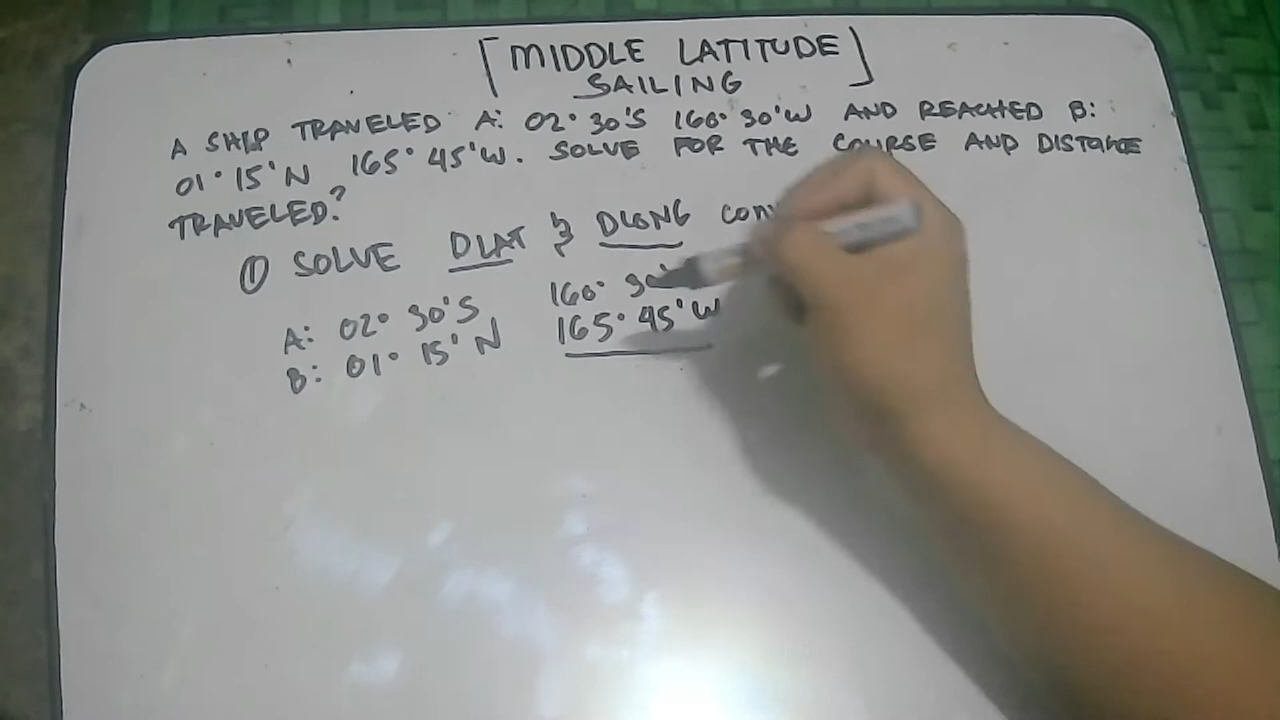 [MIDDLE LATITUDE
SAILING]
A SHIP TRAVELED A: 02° 30'S 160° 30'W AND REACHED B:
01° 15'N 165° 45'W. SOLVE FOR THE COURSE AND DISTANCE
TRAVELED?
① SOLVE DLAT & DLONG
A: 02° 30'S 160° 30'
B: 01° 15'N 165° 45'W